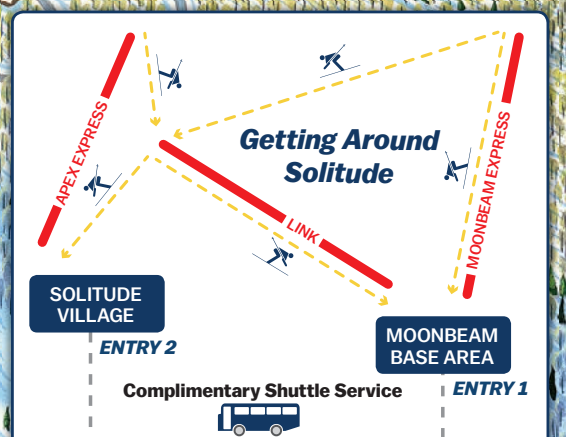 APEX EXPRESS
Getting Around
Solitude
MOONBEAM EXPRESS
LINK
SOLITUDE
VILLAGE
ENTRY 2
MOONBEAM
BASE AREA
ENTRY 1
Complimentary Shuttle Service